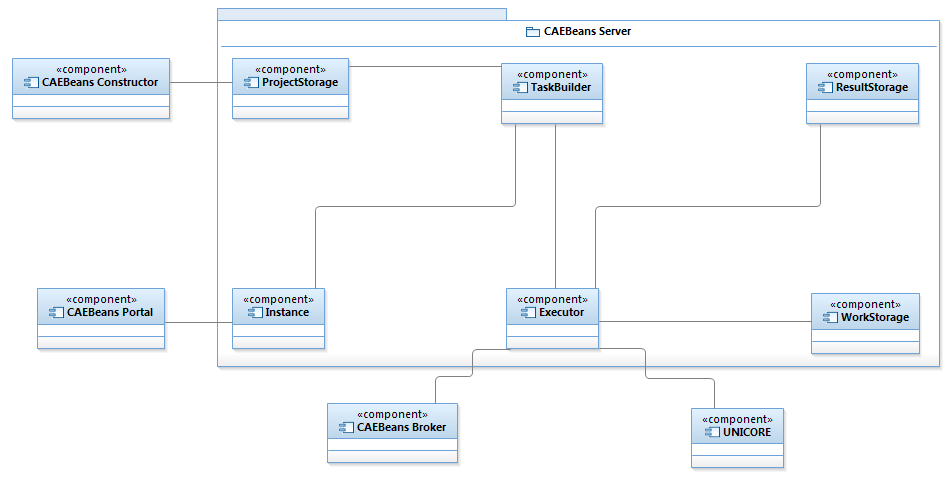 CAEBeans Server
«component»
CAEBeans Constructor
«component»
ProjectStorage
«component»
TaskBuilder
«component»
ResultStorage
«component»
CAEBeans Portal
«component»
Instance
«component»
Executor
«component»
WorkStorage
«component»
CAEBeans Broker
«component»
UNICORE